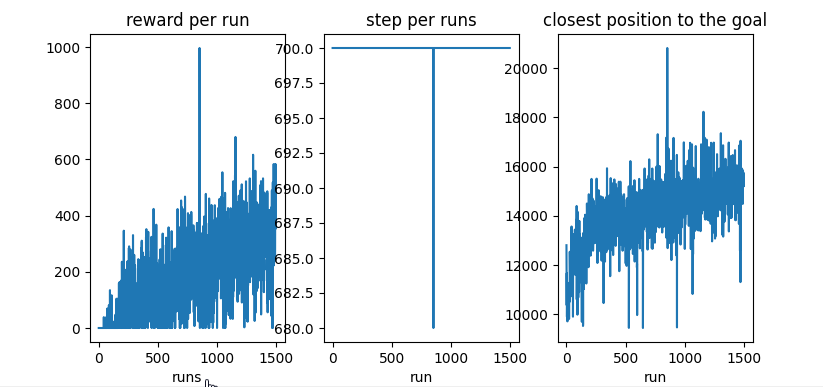 reward per run
1000
800
600
400
200
0
0 500 1000 1500
runs
step per runs
700.0
697.5
695.0
692.5
690.0
687.5
685.0
682.5
680.0
0 500 1000 1500
run
closest position to the goal
20000
18000
16000
14000
12000
10000
0 500 1000 1500
run